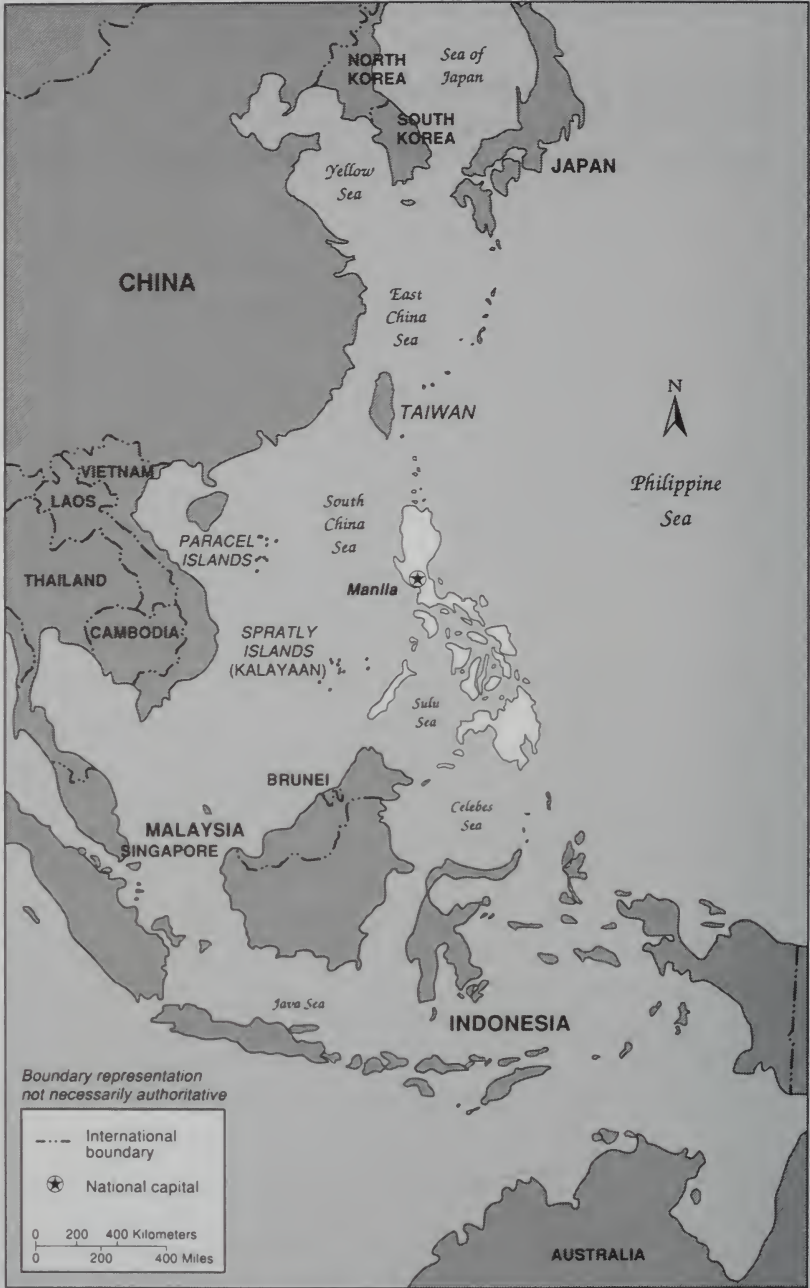 NORTH
KOREA
Sea of
Japan
SOUTH
KOREA
JAPAN
Yellow
Sea
CHINA
East
China
Sea
TAIWAN
N
Philippine
Sea
VIETNAM
LAOS
South
China
Sea
PARACEL
ISLANDS
THAILAND
Manila
CAMBODIA
SPRATLY
ISLANDS
(KALAYAAN)
Sulu
Sea
BRUNEI
Celebes
Sea
MALAYSIA
SINGAPORE
Java Sea
INDONESIA
Boundary representation
not necessarily authoritative
International
boundary
National capital
0 200 400 Kilometers
0 200 400 Miles
AUSTRALIA